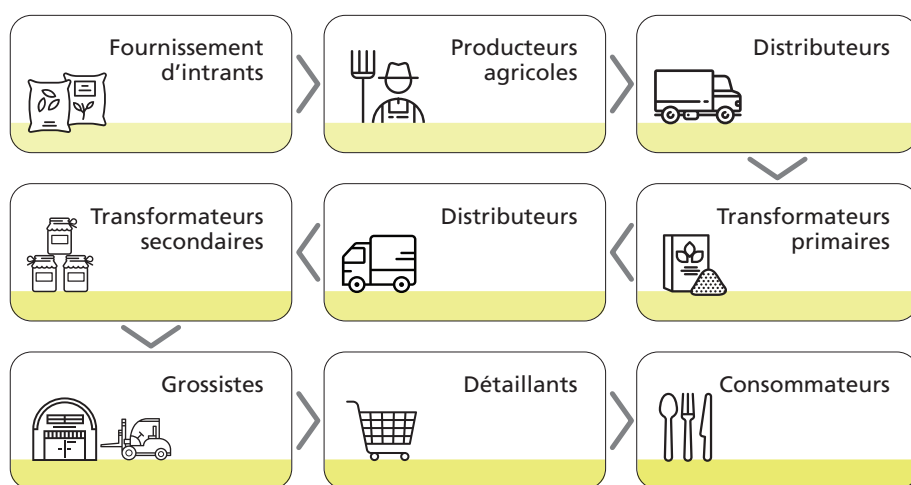 Fournissement
d'intrants
Producteurs
agricoles
Distributeurs
Transformateurs
primaires
Distributeurs
Transformateurs
secondaires
Grossistes
Détaillants
Consommateurs